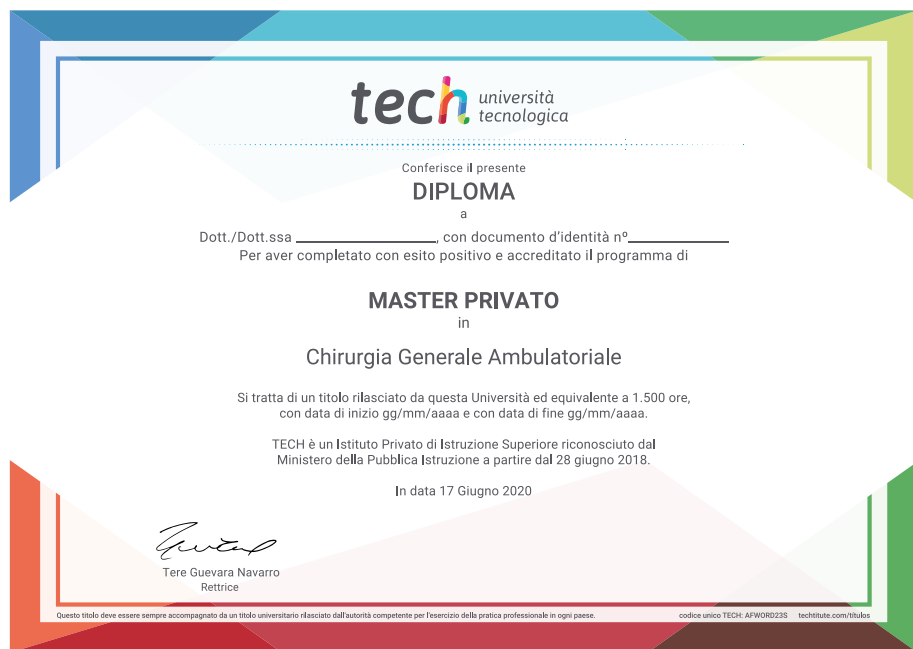 tech università
tecnologica
Conferisce il presente
DIPLOMA
a
Dott./Dott.ssa ________________, con documento d'identità nº____________
Per aver completato con esito positivo e accreditato il programma di
MASTER PRIVATO
in
Chirurgia Generale Ambulatoriale
Si tratta di un titolo rilasciato da questa Università ed equivalente a 1.500 ore,
con data di inizio gg/mm/aaaa e con data di fine gg/mm/aaaa.
TECH è un Istituto Privato di Istruzione Superiore riconosciuto dal
Ministero della Pubblica Istruzione a partire dal 28 giugno 2018.
In data 17 Giugno 2020
Tere Guevara Navarro
Rettrice
Questo titolo deve essere sempre accompagnato da un titolo universitario rilasciato dall'autorità competente per l'esercizio della pratica professionale in ogni paese. codice unico TECH: AFWORD23S techtitute.com/títulos